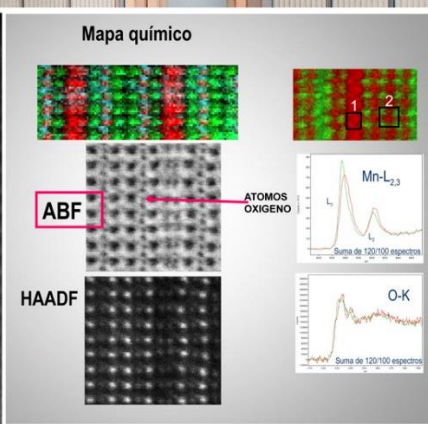 Mapa químico
1
2
ABF
ATOMOS
OXIGENO
HAADF
Mn-L2,3
L3
L2
Suma de 120/100 espectros
O-K
Suma de 120/100 espectros